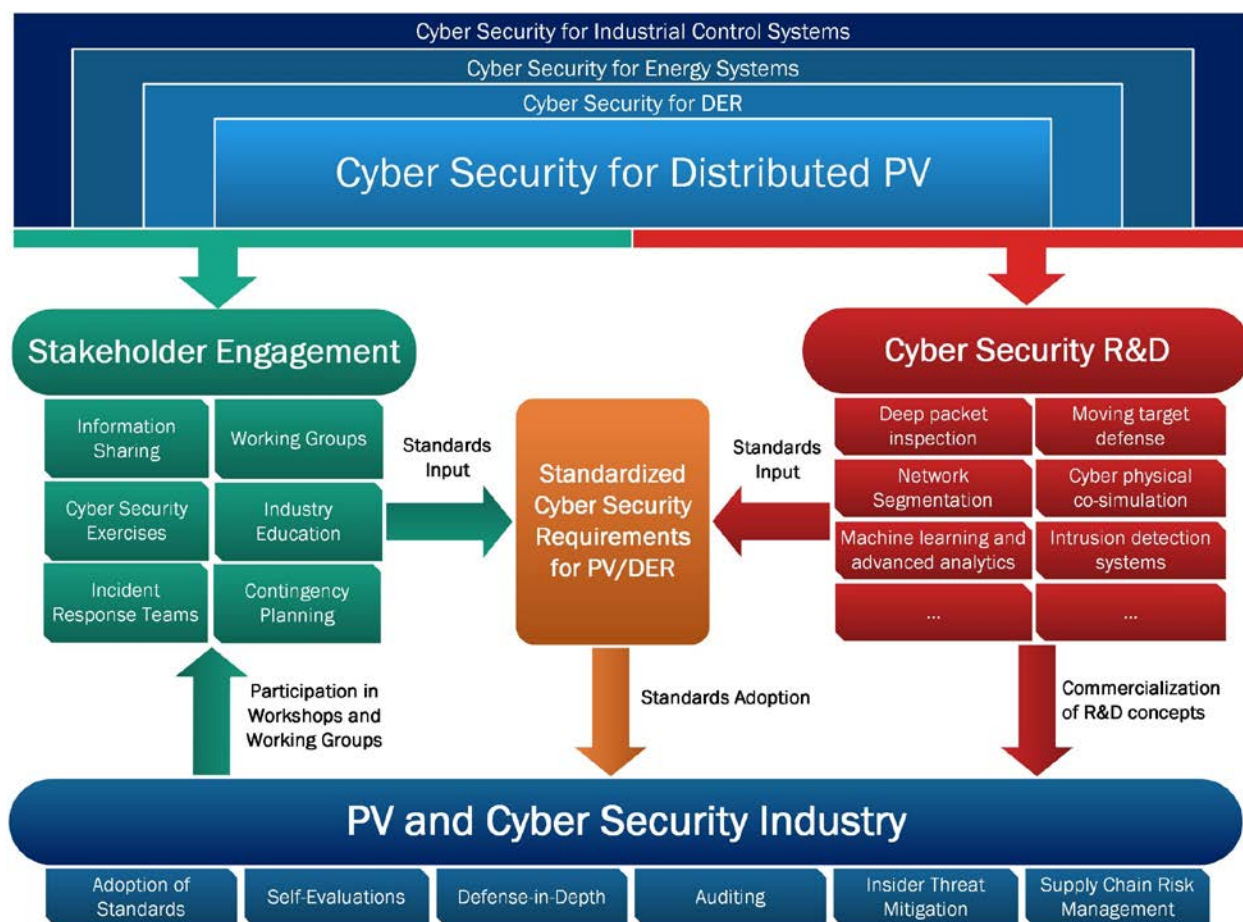 Cyber Security for Industrial Control Systems
Cyber Security for Energy Systems
Cyber Security for DER
Cyber Security for Distributed PV
Stakeholder Engagement
Information
Sharing
Working Groups
Cyber Security
Exercises
Industry
Education
Incident
Response Teams
Contingency
Planning
Standards
Input
Standardized
Cyber Security
Requirements
for PV/DER
Standards
Input
Cyber Security R&D
Deep packet
inspection
Moving target
defense
Network
Segmentation
Cyber physical
co-simulation
Machine learning and
advanced analytics
Intrusion detection
systems
...
...
Participation in
Workshops and
Working Groups
Standards Adoption
Commercialization
of R&D concepts
PV and Cyber Security Industry
Adoption of
Standards
Self-Evaluations
Defense-in-Depth
Auditing
Insider Threat
Mitigation
Supply Chain Risk
Management